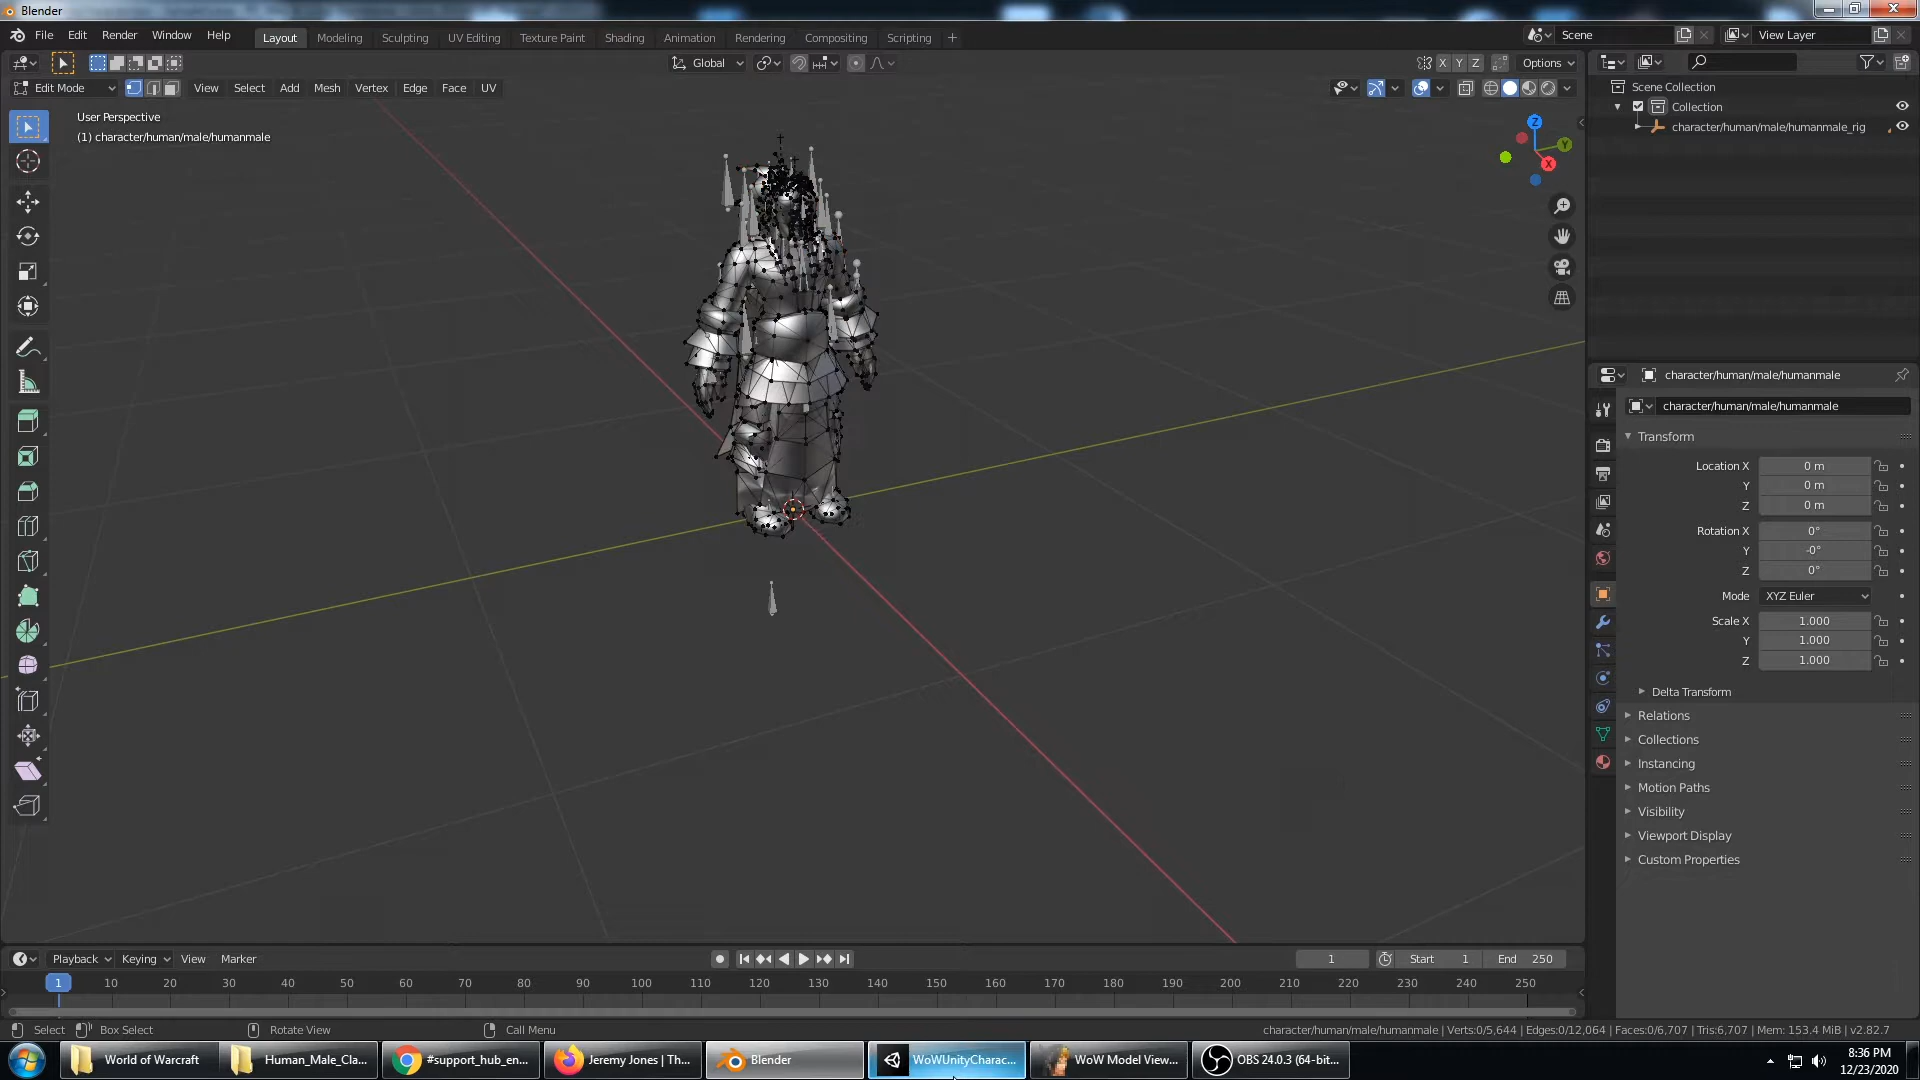 Blender
File Edit Render Window Help
Layout Modeling Sculpting UV Editing Texture Paint Shading Animation Rendering Compositing Scripting +
Scene View Layer
Global X Y Z Options
Edit Mode View Select Add Mesh Vertex Edge Face UV
User Perspective
(1) character/human/male/humanmale
Z
Y
X
Scene Collection
Collection
character/human/male/humanmale_rig
character/human/male/humanmale
character/human/male/humanmale
Transform
Location X 0 m
Y 0 m
Z 0 m
Rotation X 0°
Y -0°
Z 0°
Mode XYZ Euler
Scale X 1.000
Y 1.000
Z 1.000
Delta Transform
Relations
Collections
Instancing
Motion Paths
Visibility
Viewport Display
Custom Properties
Playback Keying View Marker 1 Start 1 End 250
1 10 20 30 40 50 60 70 80 90 100 110 120 130 140 150 160 170 180 190 200 210 220 230 240 250
Select Box Select Rotate View Call Menu character/human/male/humanmale | Verts:0/5,644 | Edges:0/12,064 | Faces:0/6,707 | Tris:6,707 | Mem: 153.4 MiB | v2.82.7
World of Warcraft Human_Male_Cla... #support_hub_en... Jeremy Jones | Th... Blender WoWUnityCharac... WoW Model View... OBS 24.0.3 (64-bit...
8:36 PM
12/23/2020